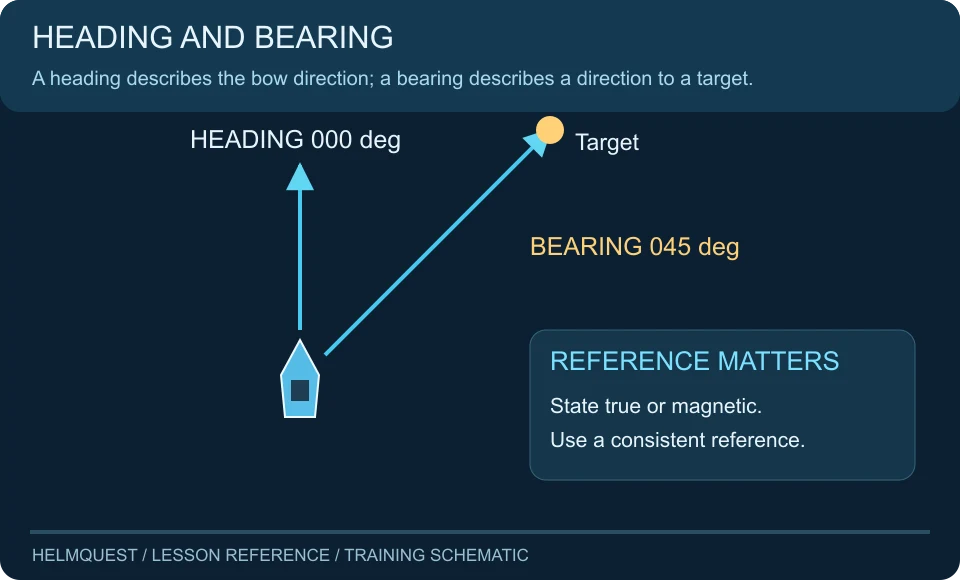 HEADING AND BEARING
A heading describes the bow direction; a bearing describes a direction to a target.
HEADING 000 deg
Target
BEARING 045 deg
REFERENCE MATTERS
State true or magnetic.
Use a consistent reference.
HELMQUEST / LESSON REFERENCE / TRAINING SCHEMATIC